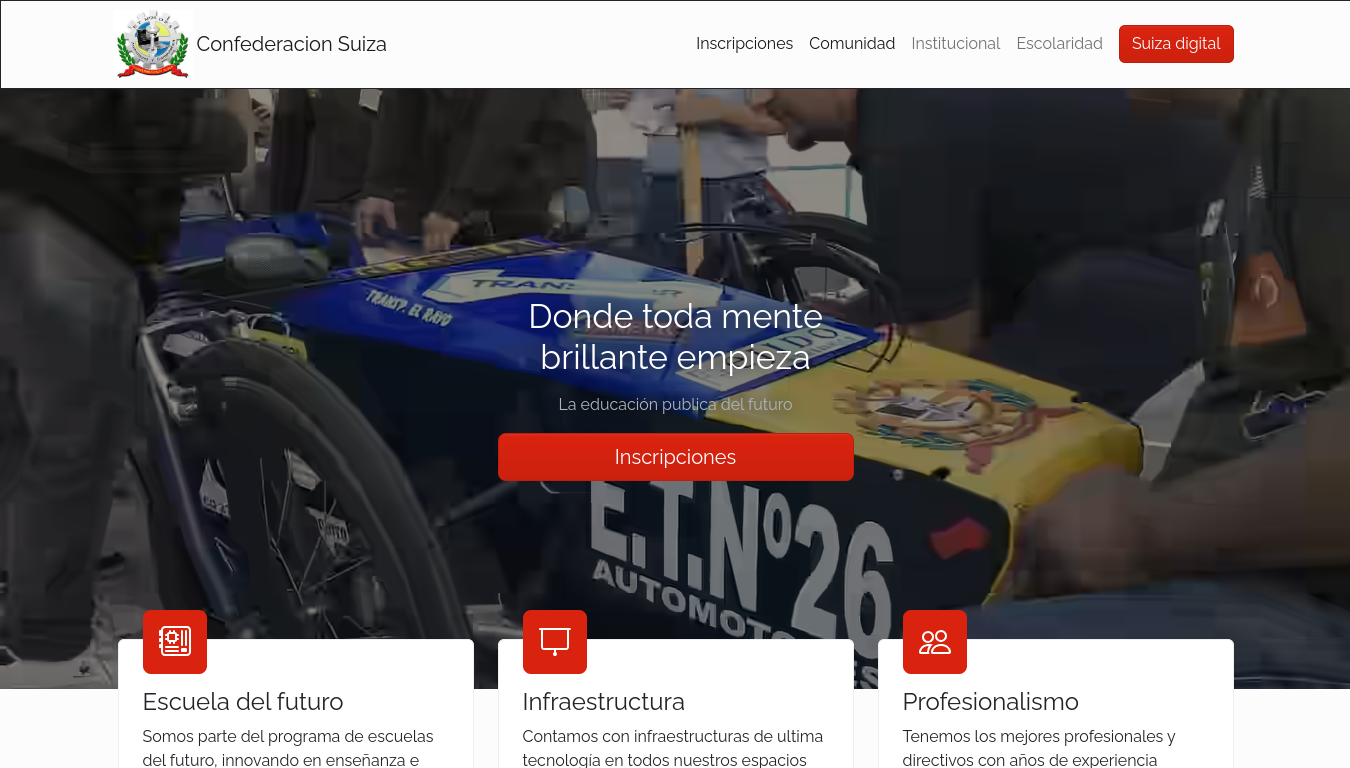 Confederacion Suiza
Inscripciones
Comunidad
Institucional
Escolaridad
Suiza digital
TRANSP. EL RAYO
Donde toda mente
brillante empieza
La educación publica del futuro
Inscripciones
E.T.Nº26
Escuela del futuro
Somos parte del programa de escuelas
del futuro, innovando en enseñanza e
Infraestructura
Contamos con infraestructuras de ultima
tecnología en todos nuestros espacios
Profesionalismo
Tenemos los mejores profesionales y
directivos con años de experiencia